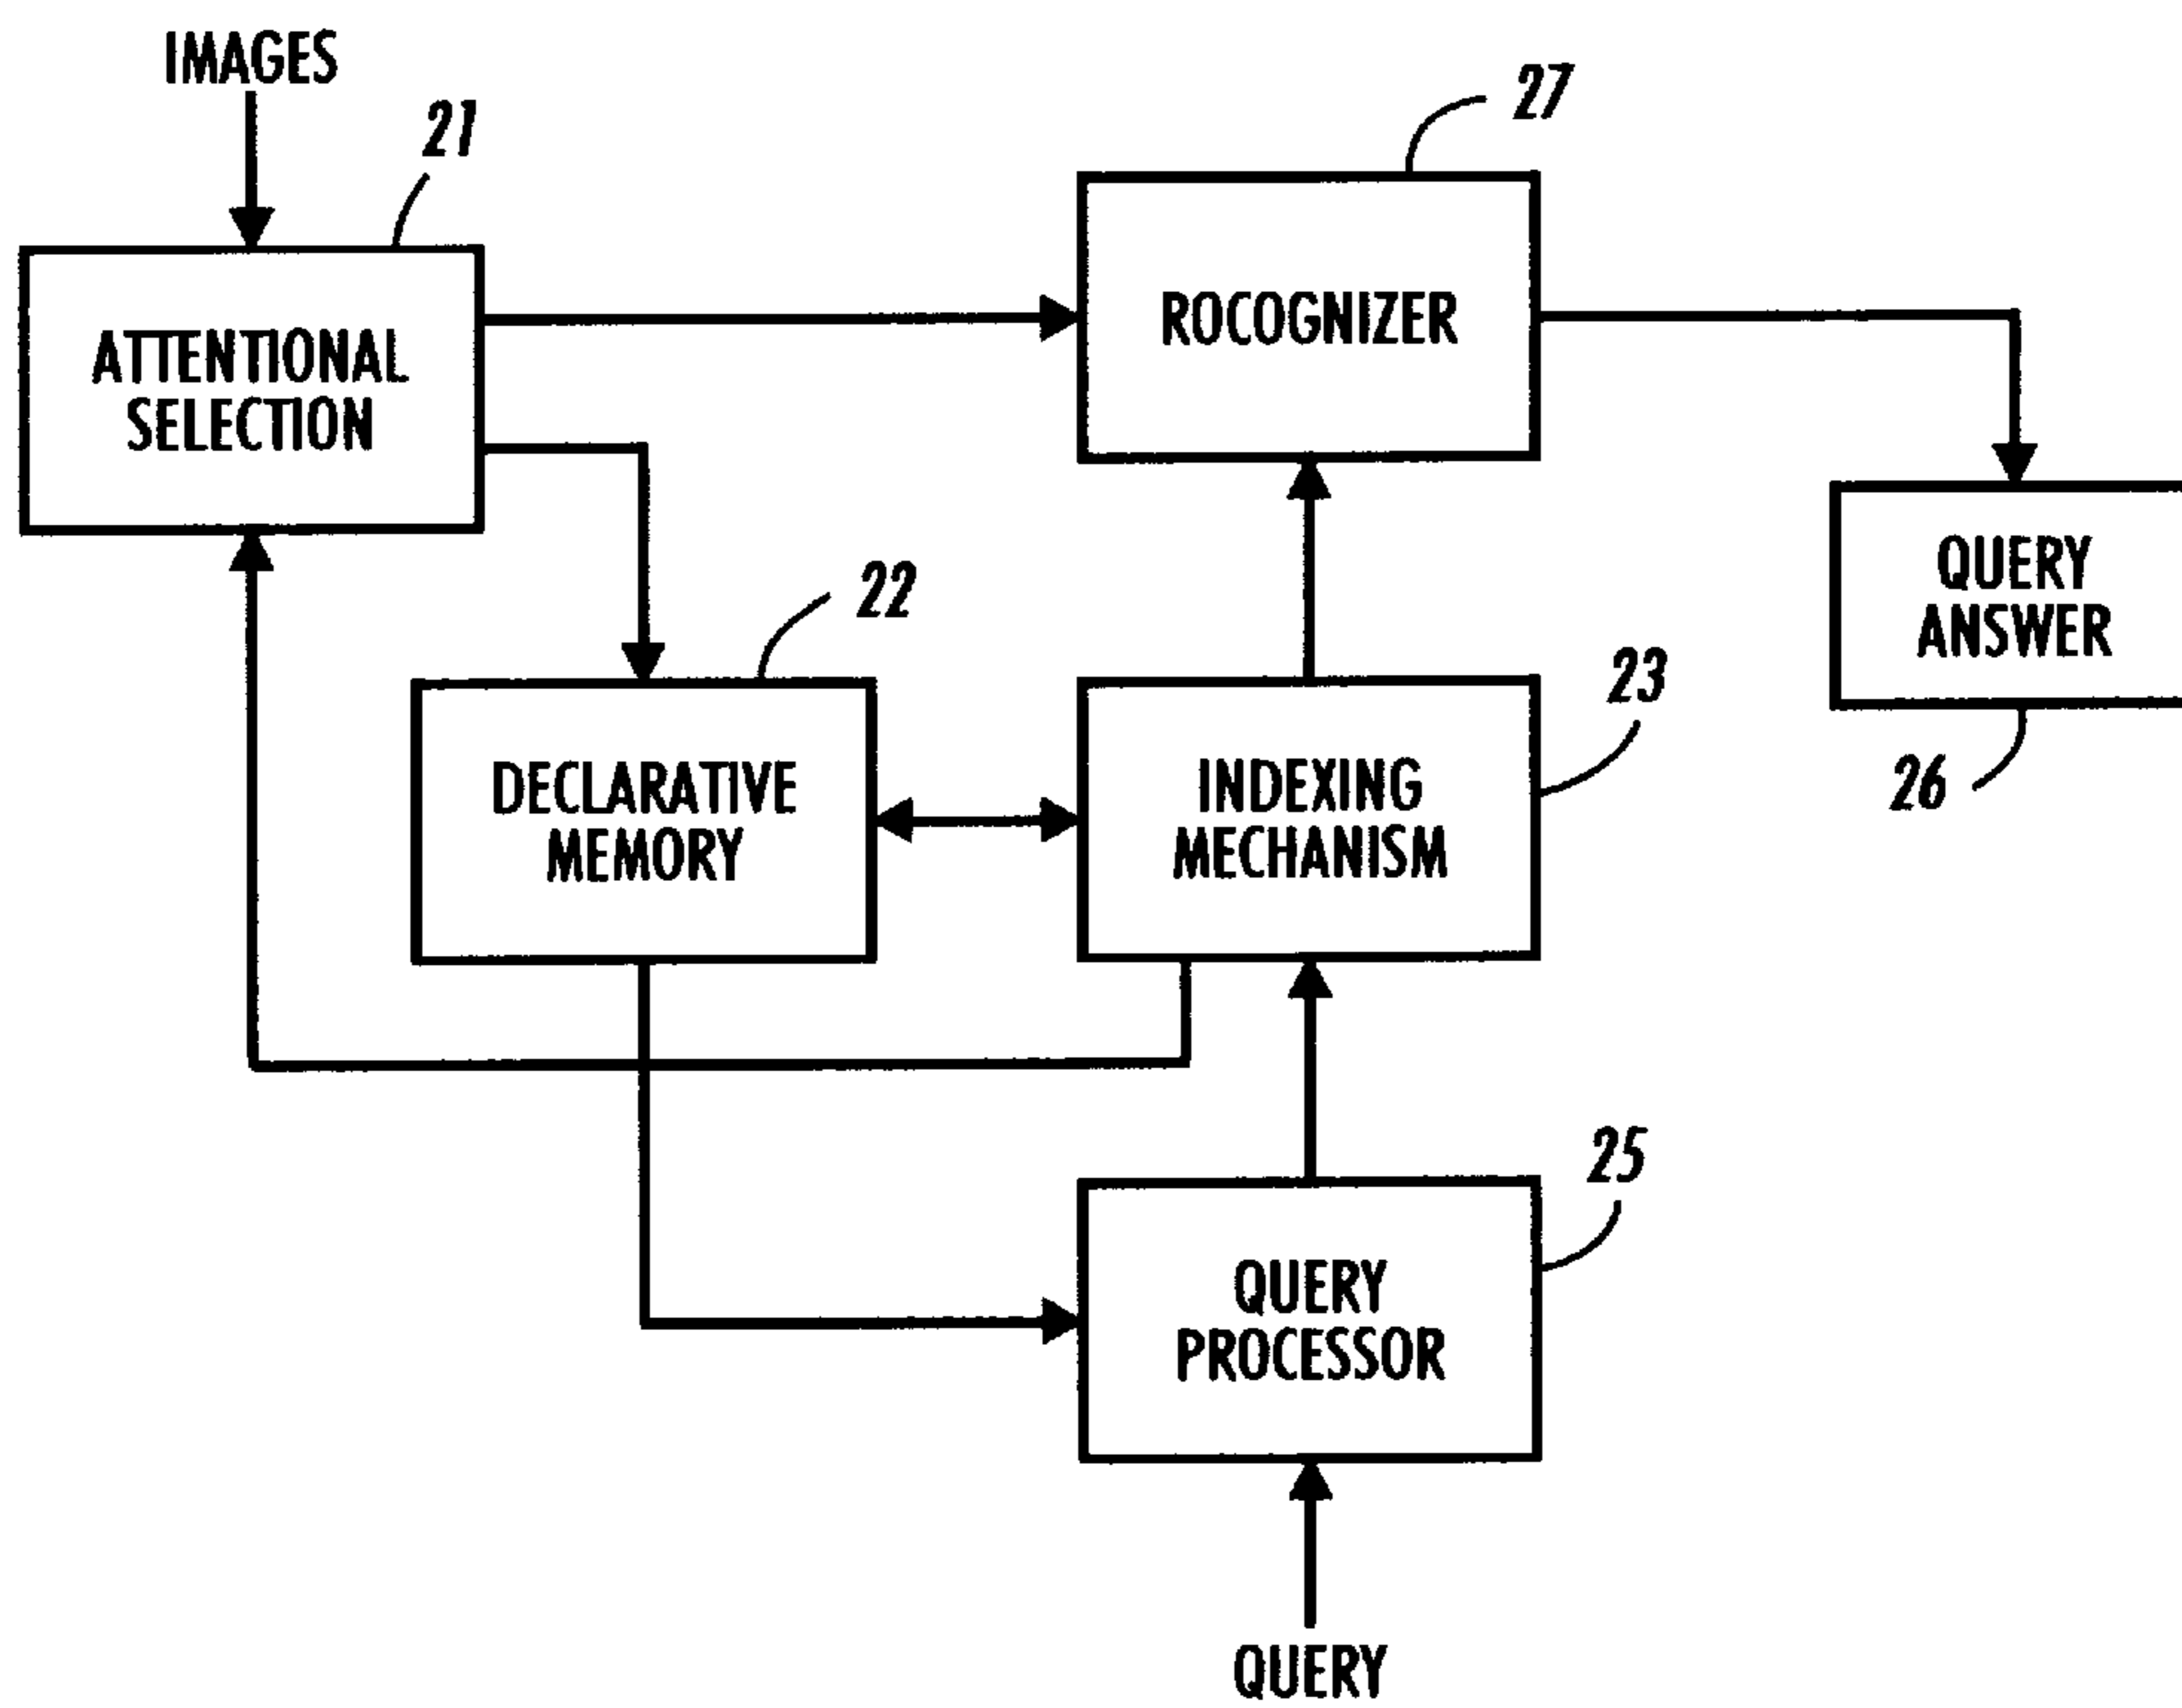 IMAGES
21
27
ATTENTIONAL
SELECTION
ROCOGNIZER
22
QUERY
ANSWER
23
26
DECLARATIVE
MEMORY
INDEXING
MECHANISM
25
QUERY
PROCESSOR
QUERY